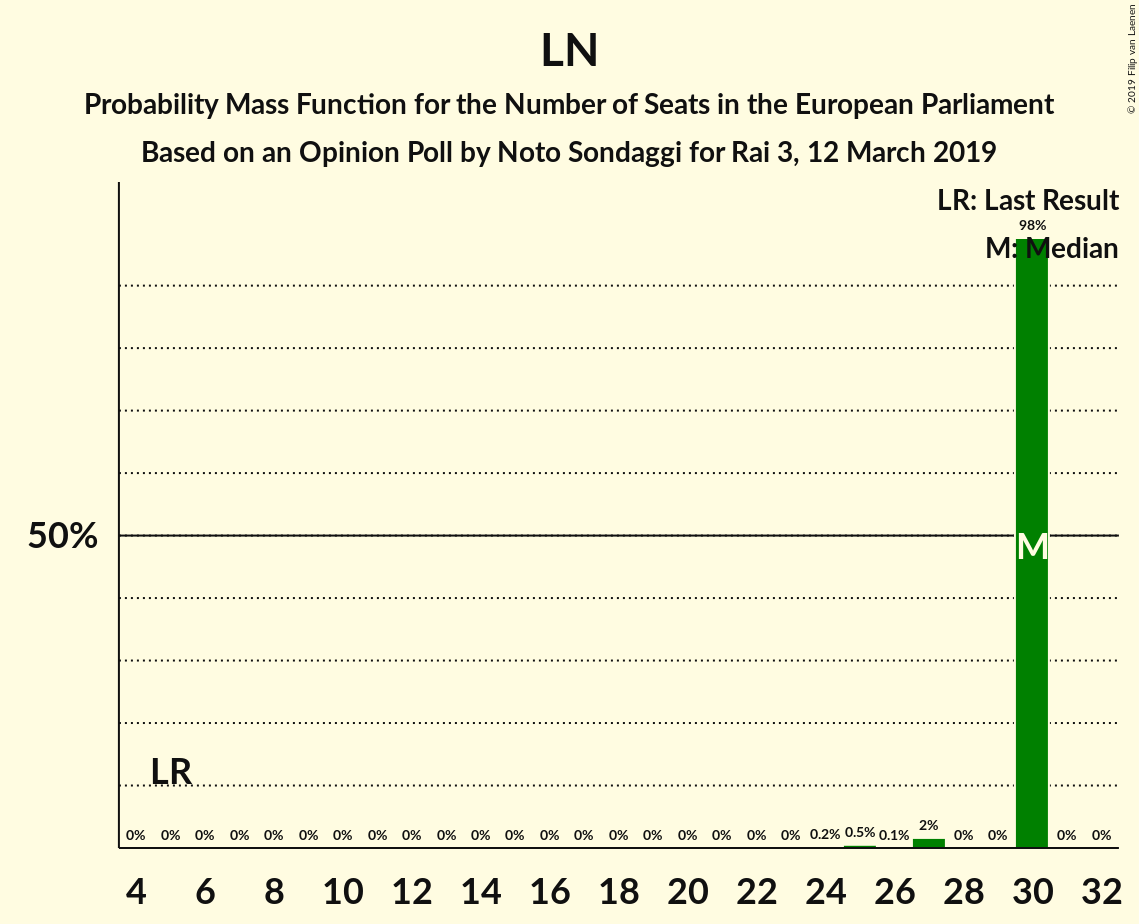 LN
Probability Mass Function for the Number of Seats in the European Parliament
Based on an Opinion Poll by Noto Sondaggi for Rai 3, 12 March 2019
© 2019 Filip van Laenen
LR: Last Result
M: Median
98%
50%
M
LR
0% 0% 0% 0% 0% 0% 0% 0% 0% 0% 0% 0% 0% 0% 0% 0% 0% 0% 0% 0% 0.2% 0.5% 0.1% 2% 0% 0% 0% 0%
4 6 8 10 12 14 16 18 20 22 24 26 28 30 32